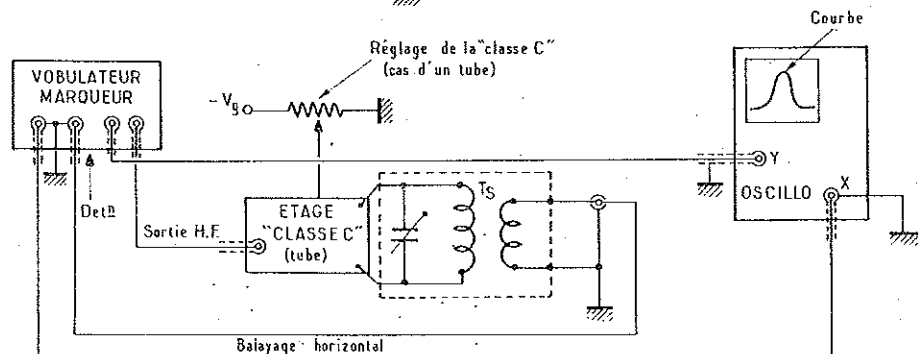 Courbe
Réglage de la "classe C"
(cas d'un tube)
VOBULATEUR
MARQUEUR
- Vg
Y
Detn
TS
OSCILLO
X
ETAGE
"CLASSE C"
(tube)
Sortie H.F.
Balayage horizontal